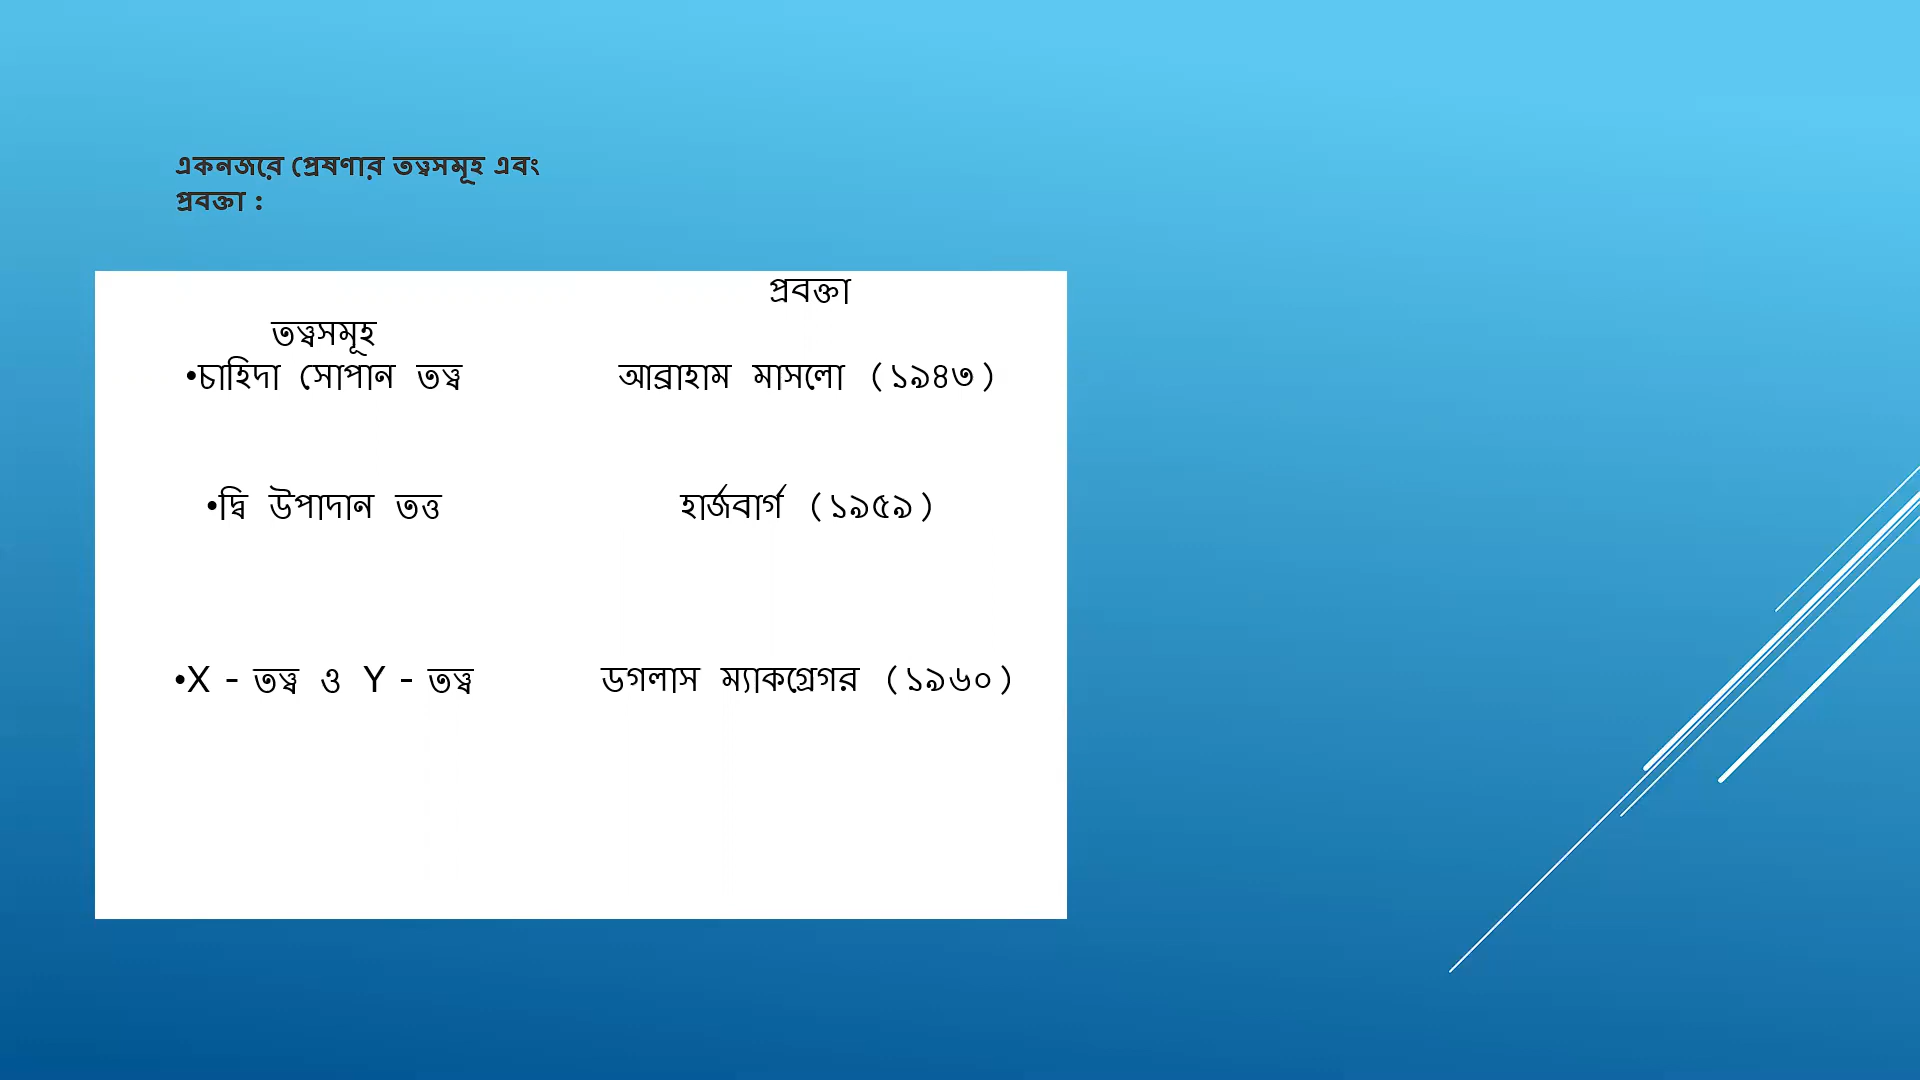 একনজরে প্রেষণার তত্ত্বসমূহ এবং
প্রবক্তা :
প্রবক্তা
তত্ত্বসমূহ
•চাহিদা সোপান তত্ত্ব আব্রাহাম মাসলো (১৯৪৩)
•দ্বি উপাদান তত্ত হার্জবার্গ (১৯৫৯)
•X - তত্ত্ব ও Y - তত্ত্ব ডগলাস ম্যাকগ্রেগর (১৯৬০)